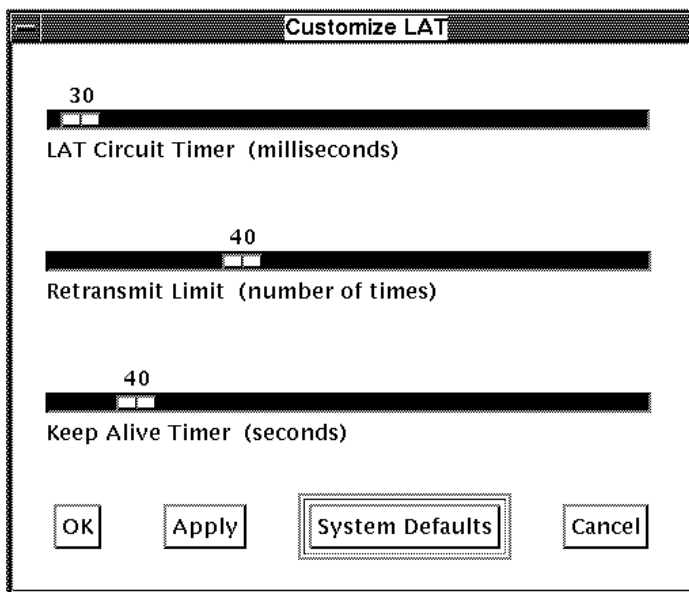 Customize LAT
30
LAT Circuit Timer (milliseconds)
40
Retransmit Limit (number of times)
40
Keep Alive Timer (seconds)
OK Apply System Defaults Cancel